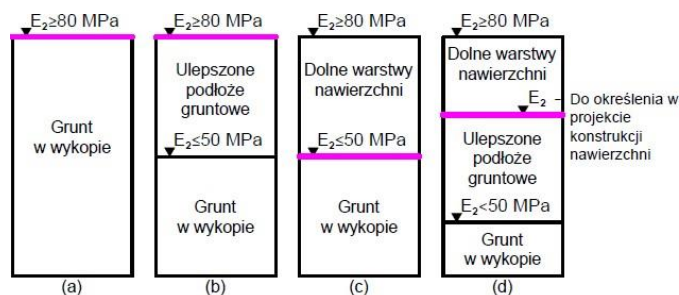 E₂≥80 MPa
Grunt
w wykopie
(a)
E₂≥80 MPa
Ulepszone
podłoże
gruntowe
E₂≤50 MPa
Grunt
w wykopie
(b)
E₂≥80 MPa
Dolne warstwy
nawierzchni
E₂≤50 MPa
Grunt
w wykopie
(c)
E₂≥80 MPa
Dolne warstwy
nawierzchni
E₂ – Do określenia w
projekcie
konstrukcji
nawierzchni
Ulepszone
podłoże
gruntowe
E₂<50 MPa
Grunt
w wykopie
(d)